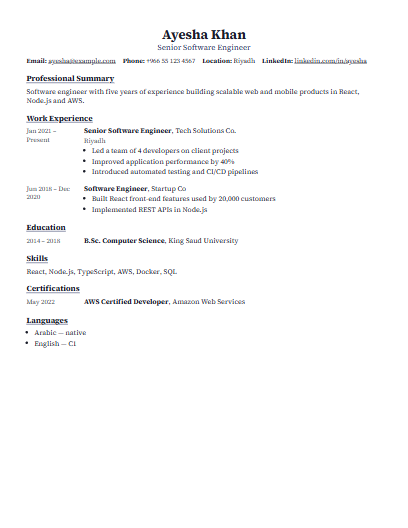 Ayesha Khan
Senior Software Engineer
Email: ayesha@example.com Phone: +966 55 123 4567 Location: Riyadh LinkedIn: linkedin.com/in/ayesha
Professional Summary
Software engineer with five years of experience building scalable web and mobile products in React,
Node.js and AWS.
Work Experience
Jan 2021 – Present
Senior Software Engineer, Tech Solutions Co.
Riyadh
• Led a team of 4 developers on client projects
• Improved application performance by 40%
• Introduced automated testing and CI/CD pipelines
Jun 2018 – Dec 2020
Software Engineer, Startup Co
• Built React front-end features used by 20,000 customers
• Implemented REST APIs in Node.js
Education
2014 – 2018 B.Sc. Computer Science, King Saud University
Skills
React, Node.js, TypeScript, AWS, Docker, SQL
Certifications
May 2022 AWS Certified Developer, Amazon Web Services
Languages
• Arabic — native
• English — C1